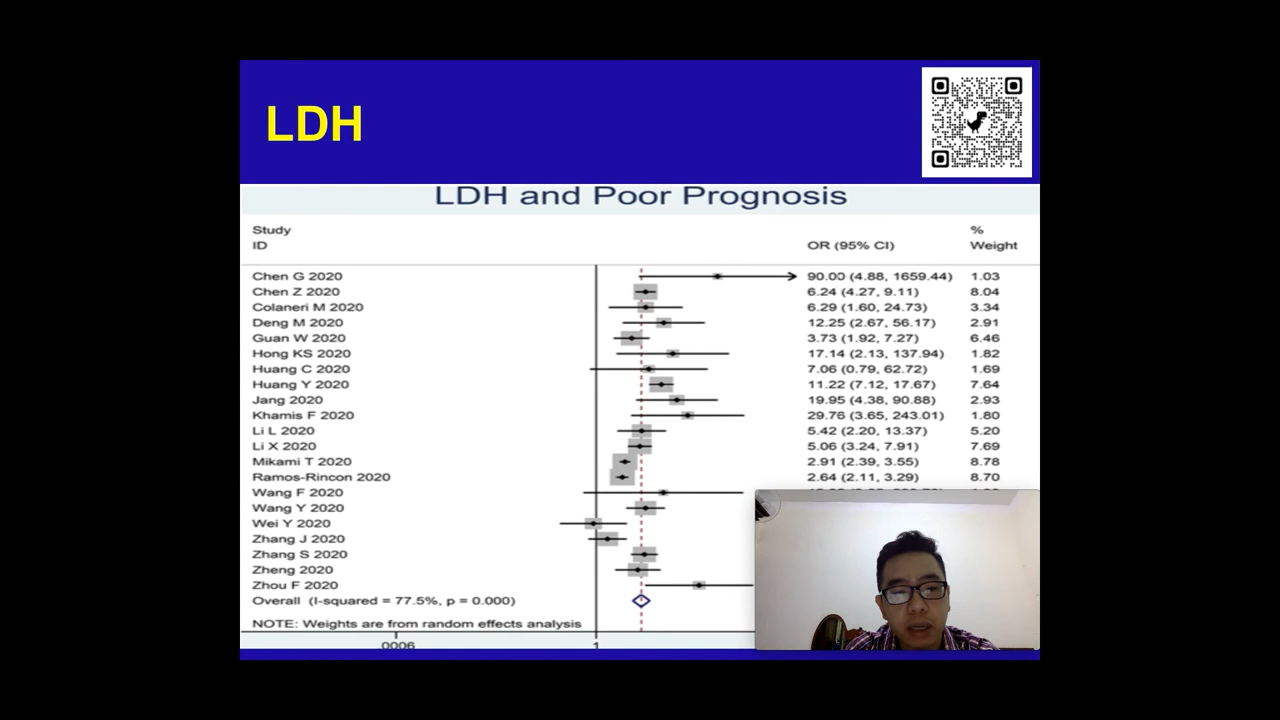 LDH
LDH and Poor Prognosis
Study %
ID OR (95% CI) Weight
Chen G 2020 90.00 (4.88, 1659.44) 1.03
Chen Z 2020 6.24 (4.27, 9.11) 8.04
Colaneri M 2020 6.29 (1.60, 24.73) 3.34
Deng M 2020 12.25 (2.67, 56.17) 2.91
Guan W 2020 3.73 (1.92, 7.27) 6.46
Hong KS 2020 17.14 (2.13, 137.94) 1.82
Huang C 2020 7.06 (0.79, 62.72) 1.69
Huang Y 2020 11.22 (7.12, 17.67) 7.64
Jang 2020 19.95 (4.38, 90.88) 2.93
Khamis F 2020 29.76 (3.65, 243.01) 1.80
Li L 2020 5.42 (2.20, 13.37) 5.20
Li X 2020 5.06 (3.24, 7.91) 7.69
Mikami T 2020 2.91 (2.39, 3.55) 8.78
Ramos-Rincon 2020 2.64 (2.11, 3.29) 8.70
Wang F 2020
Wang Y 2020
Wei Y 2020
Zhang J 2020
Zhang S 2020
Zheng 2020
Zhou F 2020
Overall (I-squared = 77.5%, p = 0.000)
NOTE: Weights are from random effects analysis
.0006 1